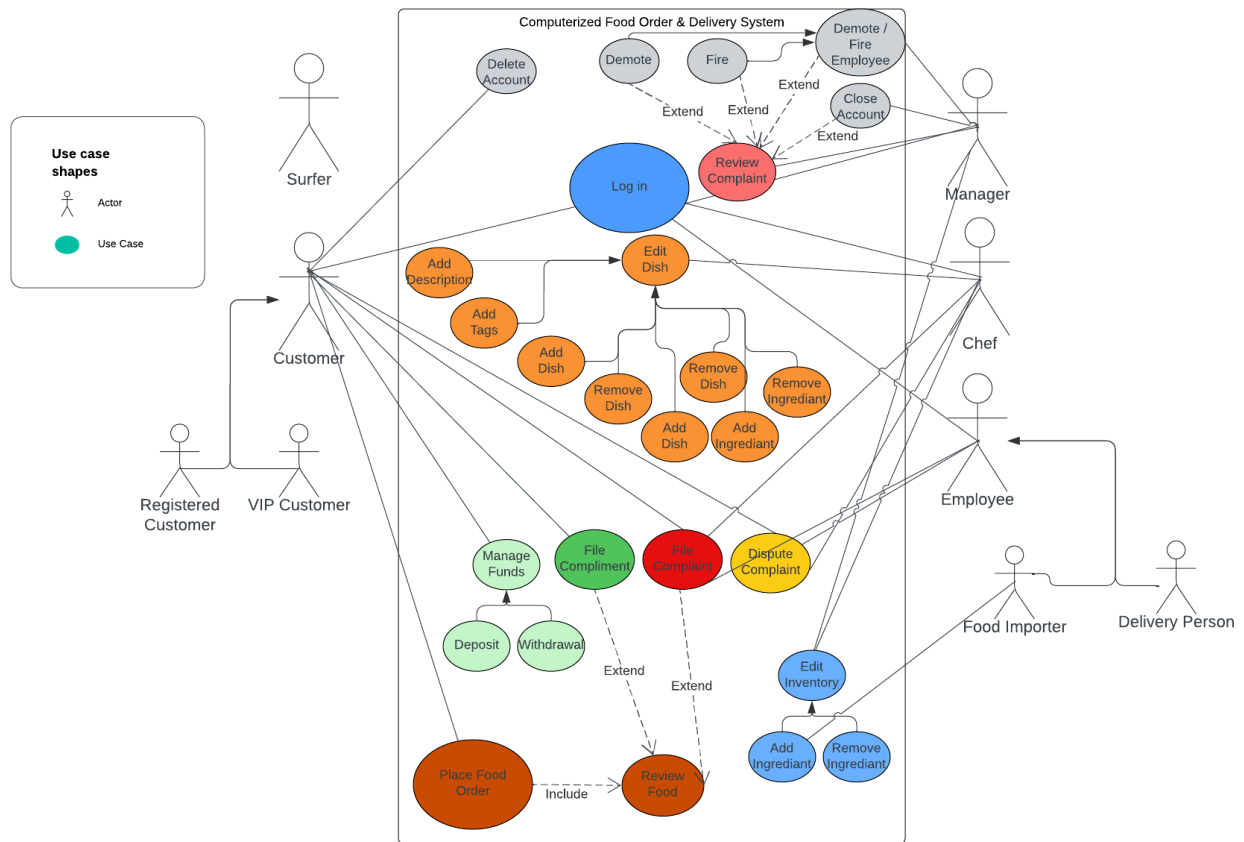 Computerized Food Order & Delivery System
Demote /
Fire
Employee
Demote
Fire
Delete
Account
Extend
Close
Account
Extend
Extend
Extend
Use case
shapes
Actor
Use Case
Surfer
Review
Complaint
Log in
Manager
Edit
Dish
Add
Description
Add
Tags
Customer
Chef
Add
Dish
Remove
Dish
Remove
Dish
Remove
Ingrediant
Add
Dish
Add
Ingrediant
Registered
Customer
VIP Customer
Employee
Manage
Funds
File
Compliment
File
Complaint
Dispute
Complaint
Food Importer
Delivery Person
Deposit
Withdrawal
Extend
Extend
Edit
Inventory
Add
Ingrediant
Remove
Ingrediant
Place Food
Order
Include
Review
Food